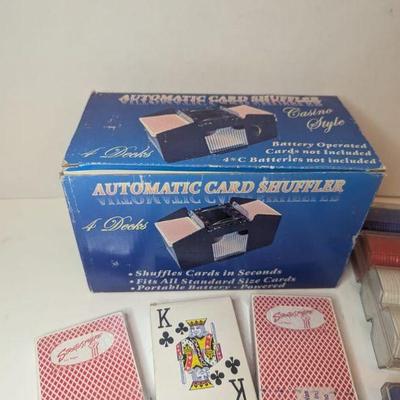 AUTOMATIC CARD SHUFFLER
Casino
Style
4 Decks
Battery Operated
Cards not Included
4*C Batteries not included
AUTOMATIC CARD SHUFFLER
4 Decks
• Shuffles Cards in Seconds
• Fits All Standard Size Cards
• Portable Battery - Powered
K
K